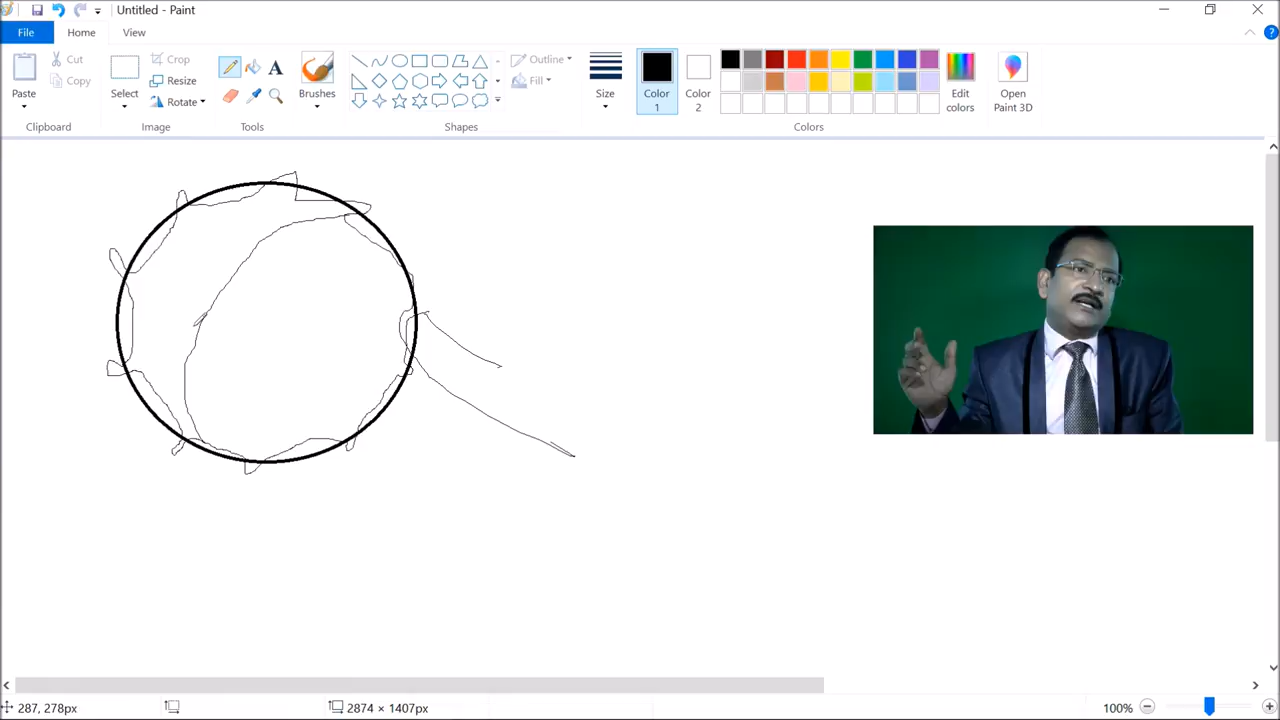 Untitled - Paint
File
Home
View
Paste
Cut
Copy
Clipboard
Select
Crop
Resize
Rotate
Image
Tools
Brushes
Outline
Fill
Shapes
Size
Color 1
Color 2
Edit colors
Open Paint 3D
Colors
287, 278px
2874 × 1407px
100%